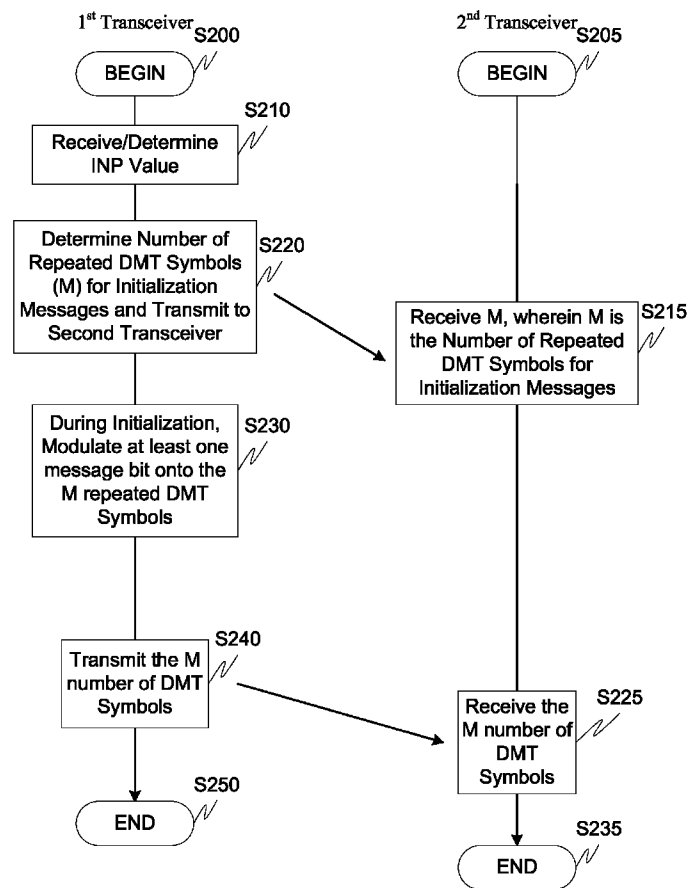 1st Transceiver
S200
BEGIN
S210
Receive/Determine
INP Value
Determine Number of
Repeated DMT Symbols
(M) for Initialization
Messages and Transmit to
Second Transceiver
S220
During Initialization,
Modulate at least one
message bit onto the
M repeated DMT
Symbols
S230
Transmit the M
number of DMT
Symbols
S240
S250
END
2nd Transceiver
S205
BEGIN
S215
Receive M, wherein M is
the Number of Repeated
DMT Symbols for
Initialization Messages
Receive the
M number of
DMT
Symbols
S225
S235
END